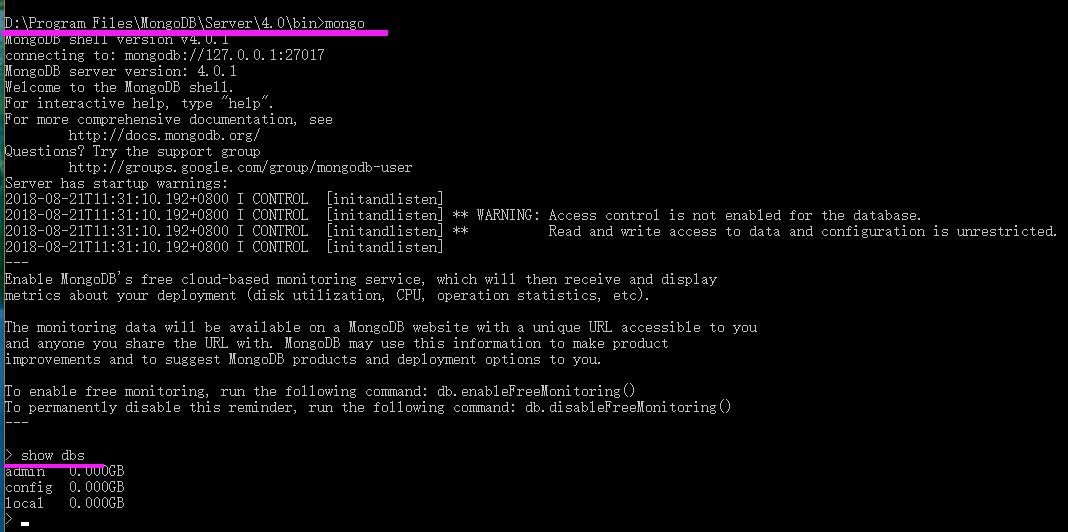 D:\Program Files\MongoDB\Server\4.0\bin>mongo
MongoDB shell version v4.0.1
connecting to: mongodb://127.0.0.1:27017
MongoDB server version: 4.0.1
Welcome to the MongoDB shell.
For interactive help, type "help".
For more comprehensive documentation, see
        http://docs.mongodb.org/
Questions? Try the support group
        http://groups.google.com/group/mongodb-user
Server has startup warnings:
2018-08-21T11:31:10.192+0800 I CONTROL  [initandlisten]
2018-08-21T11:31:10.192+0800 I CONTROL  [initandlisten] ** WARNING: Access control is not enabled for the database.
2018-08-21T11:31:10.192+0800 I CONTROL  [initandlisten] **          Read and write access to data and configuration is unrestricted.
2018-08-21T11:31:10.192+0800 I CONTROL  [initandlisten]
---
Enable MongoDB's free cloud-based monitoring service, which will then receive and display
metrics about your deployment (disk utilization, CPU, operation statistics, etc).

The monitoring data will be available on a MongoDB website with a unique URL accessible to you
and anyone you share the URL with. MongoDB may use this information to make product
improvements and to suggest MongoDB products and deployment options to you.

To enable free monitoring, run the following command: db.enableFreeMonitoring()
To permanently disable this reminder, run the following command: db.disableFreeMonitoring()
---

> show dbs
admin   0.000GB
config  0.000GB
local   0.000GB
>